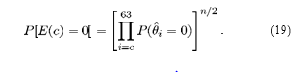 P[E(c) = 0[ = [ ∏_{i=c}^{63} P(θ̂_i = 0) ]^{n/2} . (19)